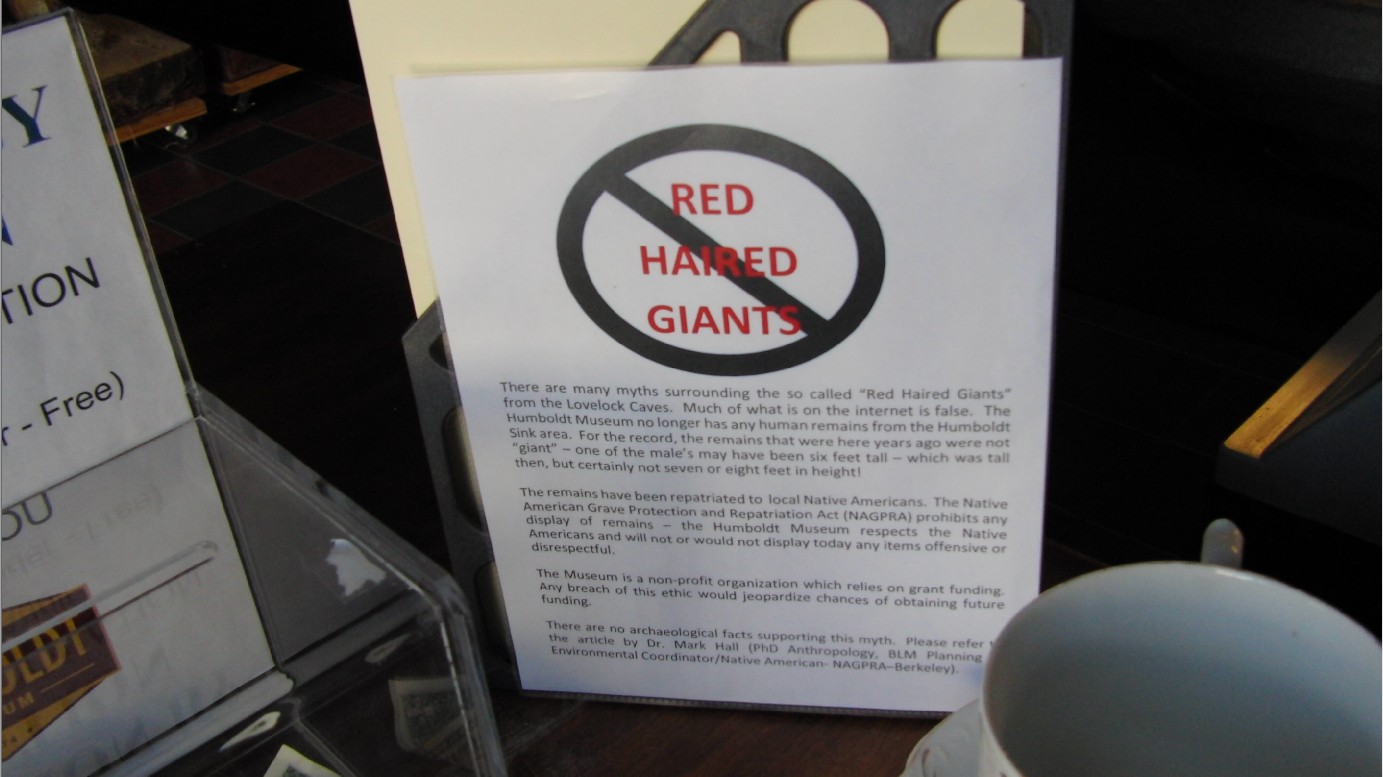 Y
N
TION
r - Free)
OU
LDT
UM
RED
HAIRED
GIANTS
There are many myths surrounding the so called “Red Haired Giants”
from the Lovelock Caves. Much of what is on the internet is false. The
Humboldt Museum no longer has any human remains from the Humboldt
Sink area. For the record, the remains that were here years ago were not
“giant” – one of the male's may have been six feet tall – which was tall
then, but certainly not seven or eight feet in height!
The remains have been repatriated to local Native Americans. The Native
American Grave Protection and Repatriation Act (NAGPRA) prohibits any
display of remains – the Humboldt Museum respects the Native
Americans and will not or would not display today any items offensive or
disrespectful.
The Museum is a non-profit organization which relies on grant funding.
Any breach of this ethic would jeopardize chances of obtaining future
funding.
There are no archaeological facts supporting this myth. Please refer
the article by Dr. Mark Hall (PhD Anthropology, BLM Planning
Environmental Coordinator/Native American- NAGPRA–Berkeley).